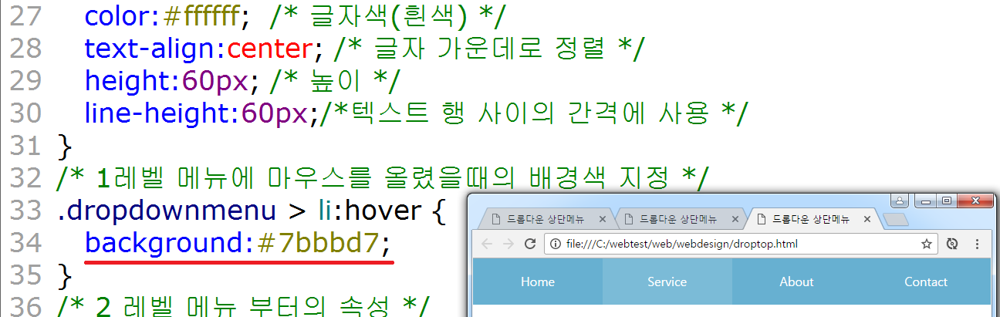 27 color:#ffffff; /* 글자색(흰색) */
28 text-align:center; /* 글자 가운데로 정렬 */
29 height:60px; /* 높이 */
30 line-height:60px;/*텍스트 행 사이의 간격에 사용 */
31 }
32 /* 1레벨 메뉴에 마우스를 올렸을때의 배경색 지정 */
33 .dropdownmenu > li:hover {
34 background:#7bbbd7;
35 }
36 /* 2 레벨 메뉴 부터의 속성 */
드롭다운 상단메뉴 드롭다운 상단메뉴 드롭다운 상단메뉴
file:///C:/webtest/web/webdesign/droptop.html
Home Service About Contact